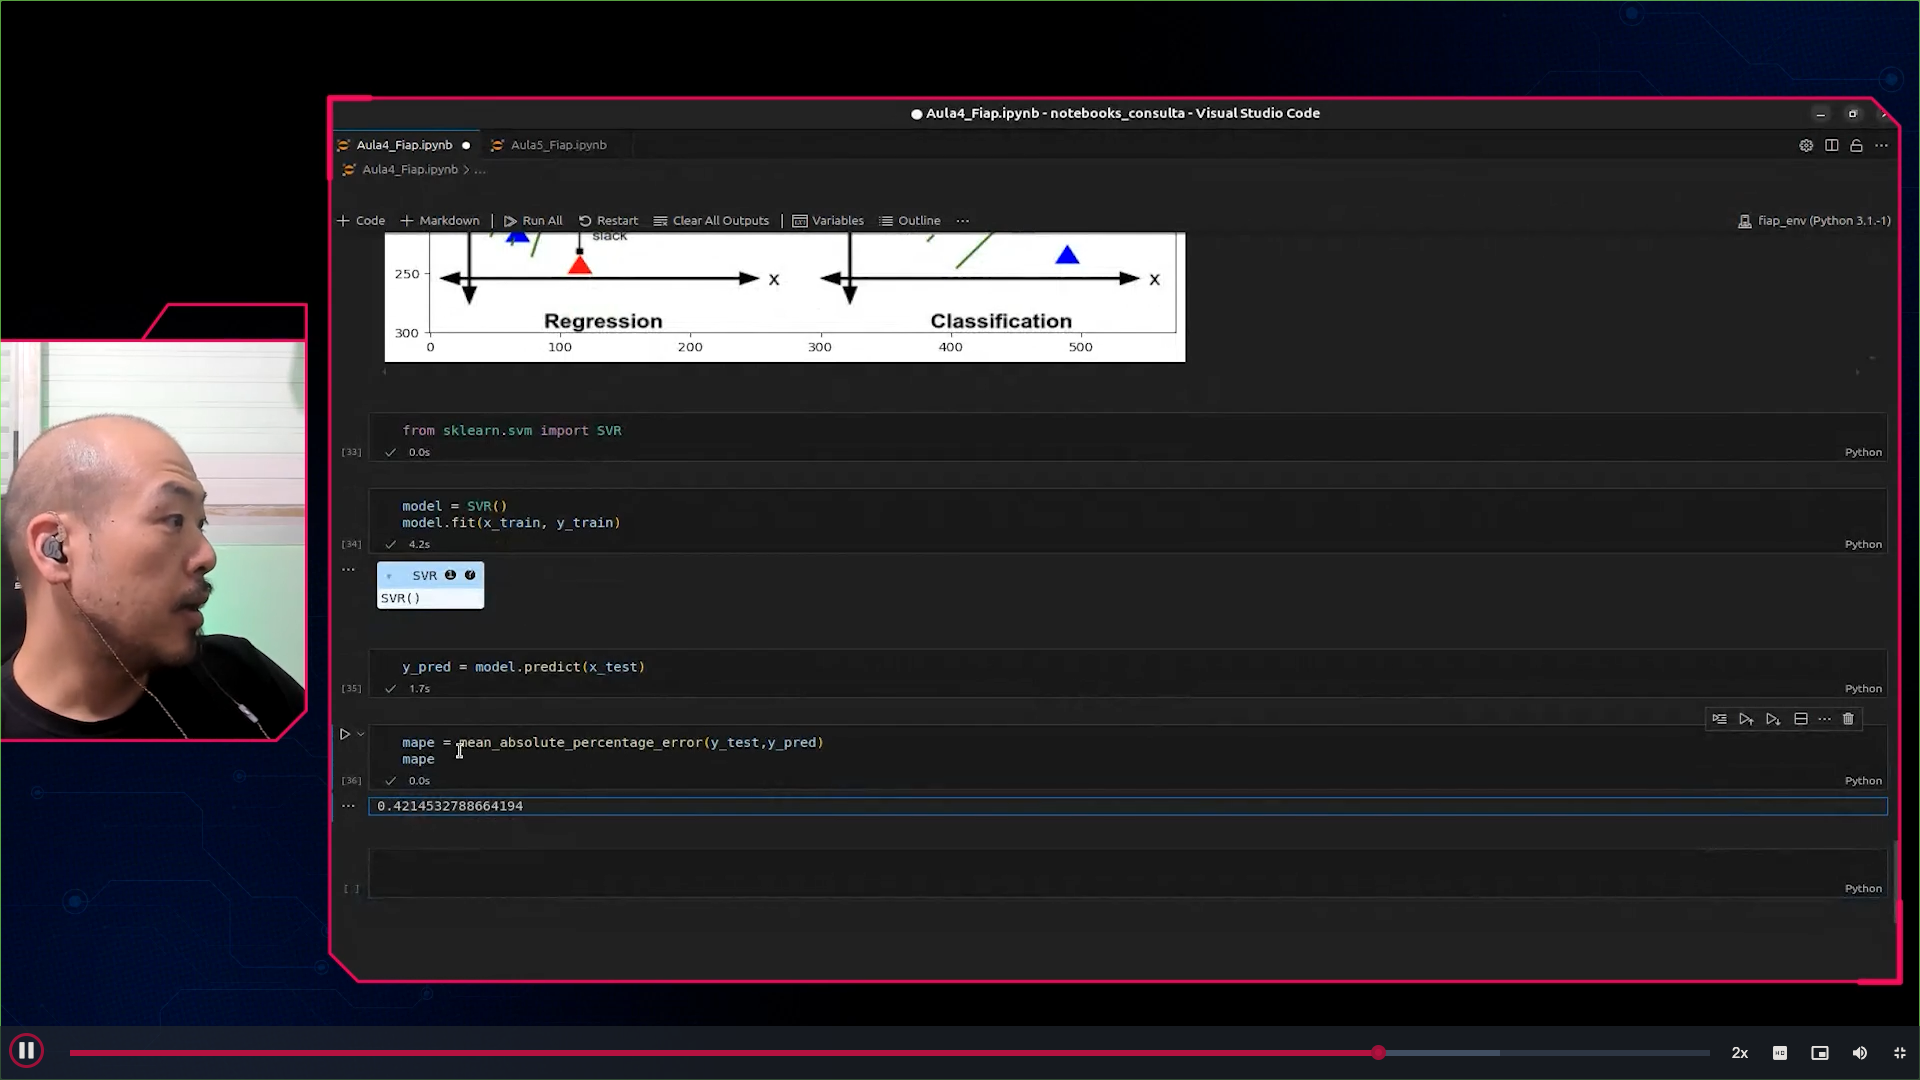 Aula4_Fiap.ipynb - notebooks_consulta - Visual Studio Code
Aula4_Fiap.ipynb
Aula5_Fiap.ipynb
Aula4_Fiap.ipynb > ...
+ Code + Markdown | Run All Restart Clear All Outputs | Variables Outline ...
fiap_env (Python 3.1.-1)
slack
250
x
x
Regression
Classification
300
0 100 200 300 400 500
from sklearn.svm import SVR
[33] 0.0s Python
model = SVR()
model.fit(x_train, y_train)
[34] 4.2s Python
SVR i ?
SVR()
y_pred = model.predict(x_test)
[35] 1.7s Python
mape = mean_absolute_percentage_error(y_test,y_pred)
mape
[36] 0.0s Python
0.4214532788664194
[ ] Python
2x
HD